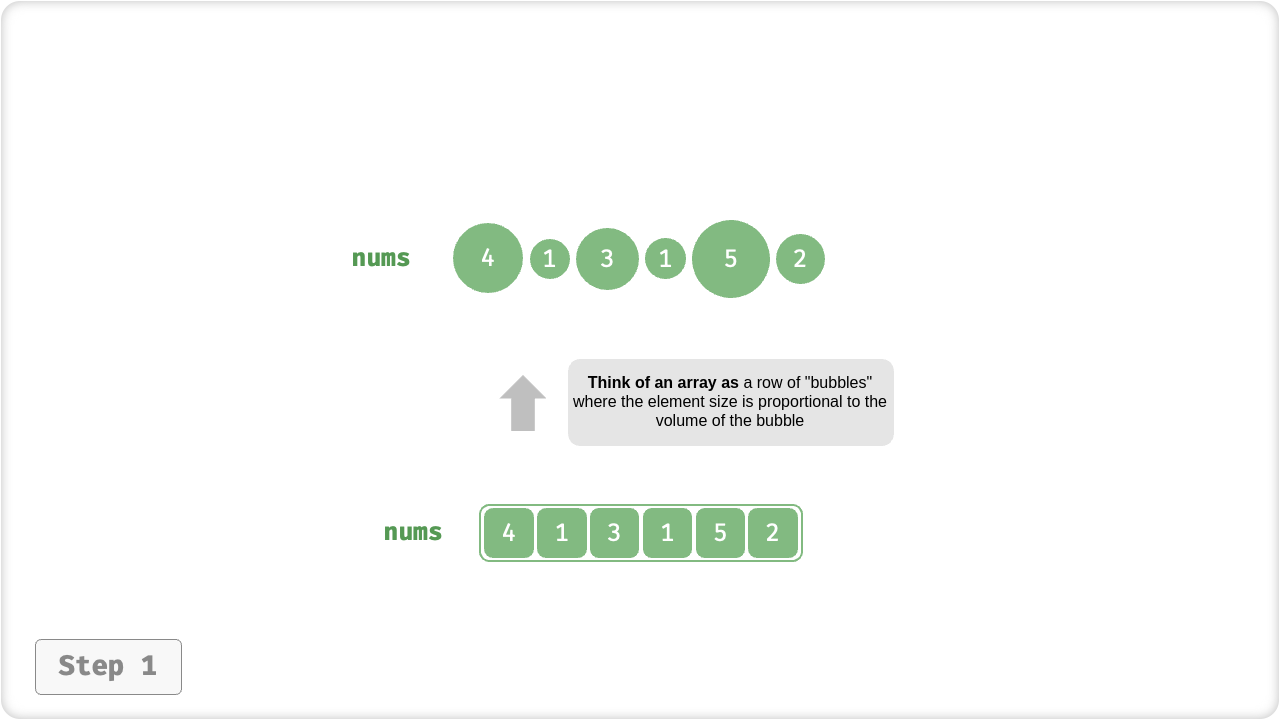 nums 4 1 3 1 5 2
Think of an array as a row of "bubbles"
where the element size is proportional to the
volume of the bubble
nums 4 1 3 1 5 2
Step 1